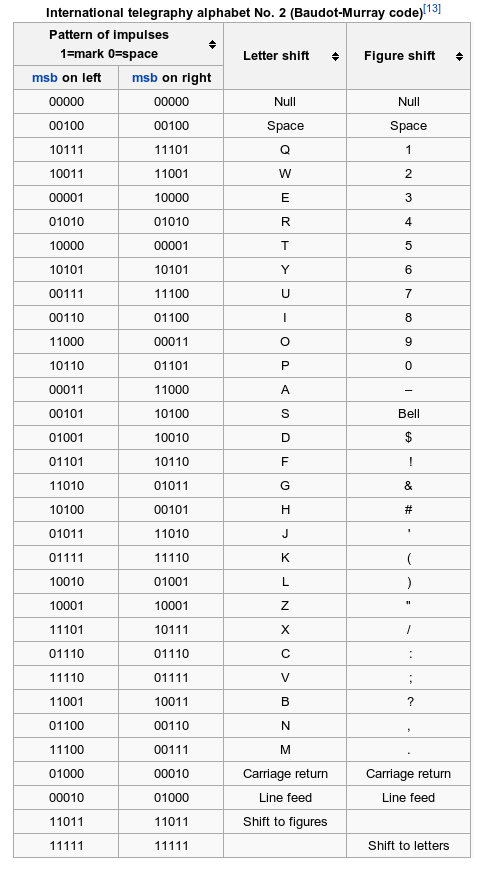 International telegraphy alphabet No. 2 (Baudot-Murray code)[13]
Pattern of impulses
1=mark 0=space
Letter shift
Figure shift
msb on left
msb on right
00000 00000 Null Null
00100 00100 Space Space
10111 11101 Q 1
10011 11001 W 2
00001 10000 E 3
01010 01010 R 4
10000 00001 T 5
10101 10101 Y 6
00111 11100 U 7
00110 01100 I 8
11000 00011 O 9
10110 01101 P 0
00011 11000 A –
00101 10100 S Bell
01001 10010 D $
01101 10110 F !
11010 01011 G &
10100 00101 H #
01011 11010 J '
01111 11110 K (
10010 01001 L )
10001 10001 Z "
11101 10111 X /
01110 01110 C :
11110 01111 V ;
11001 10011 B ?
01100 00110 N ,
11100 00111 M .
01000 00010 Carriage return Carriage return
00010 01000 Line feed Line feed
11011 11011 Shift to figures
11111 11111 Shift to letters